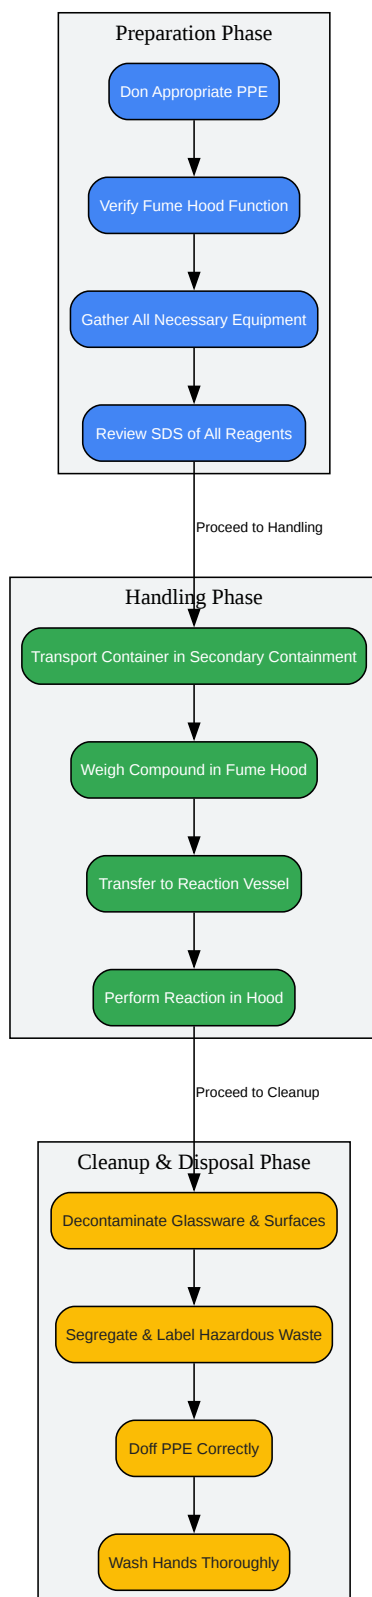 Preparation Phase
Don Appropriate PPE
Verify Fume Hood Function
Gather All Necessary Equipment
Review SDS of All Reagents
Proceed to Handling
Handling Phase
Transport Container in Secondary Containment
Weigh Compound in Fume Hood
Transfer to Reaction Vessel
Perform Reaction in Hood
Proceed to Cleanup
Cleanup & Disposal Phase
Decontaminate Glassware & Surfaces
Segregate & Label Hazardous Waste
Doff PPE Correctly
Wash Hands Thoroughly